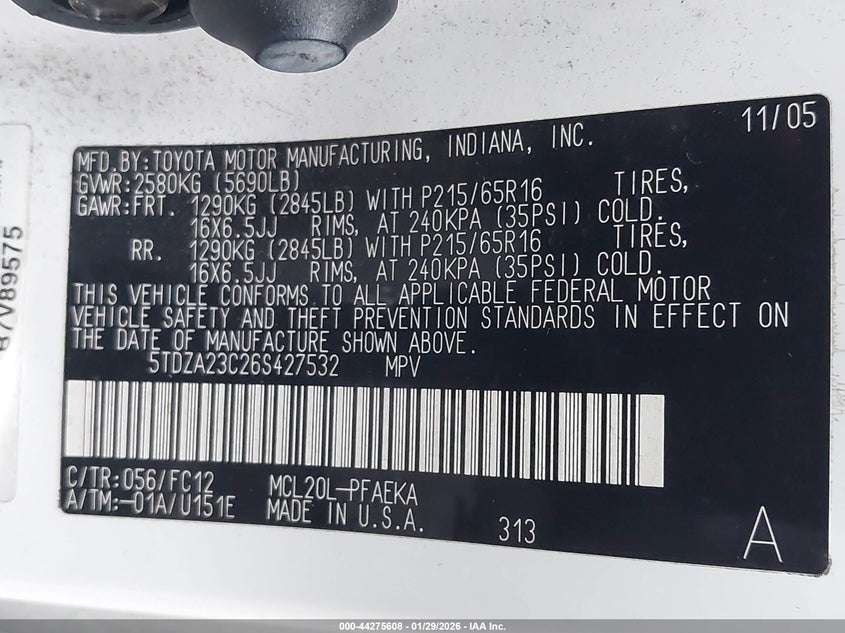 11/05
MFD.BY:TOYOTA MOTOR MANUFACTURING, INDIANA, INC.
GVWR:2580KG (5690LB)
GAWR:FRT. 1290KG (2845LB) WITH P215/65R16 TIRES,
16X6.5JJ RIMS, AT 240KPA (35PSI) COLD.
RR. 1290KG (2845LB) WITH P215/65R16 TIRES,
16X6.5JJ RIMS, AT 240KPA (35PSI) COLD.
THIS VEHICLE CONFORMS TO ALL APPLICABLE FEDERAL MOTOR
VEHICLE SAFETY AND THEFT PREVENTION STANDARDS IN EFFECT ON
THE DATE OF MANUFACTURE SHOWN ABOVE.
5TDZA23C26S427532 MPV
C/TR:056/FC12 MCL20L-PFAEKA
A/TM:-01A/U151E MADE IN U.S.A. 313 A
V89575
000-44275608 - 01/29/2026 - IAA Inc.